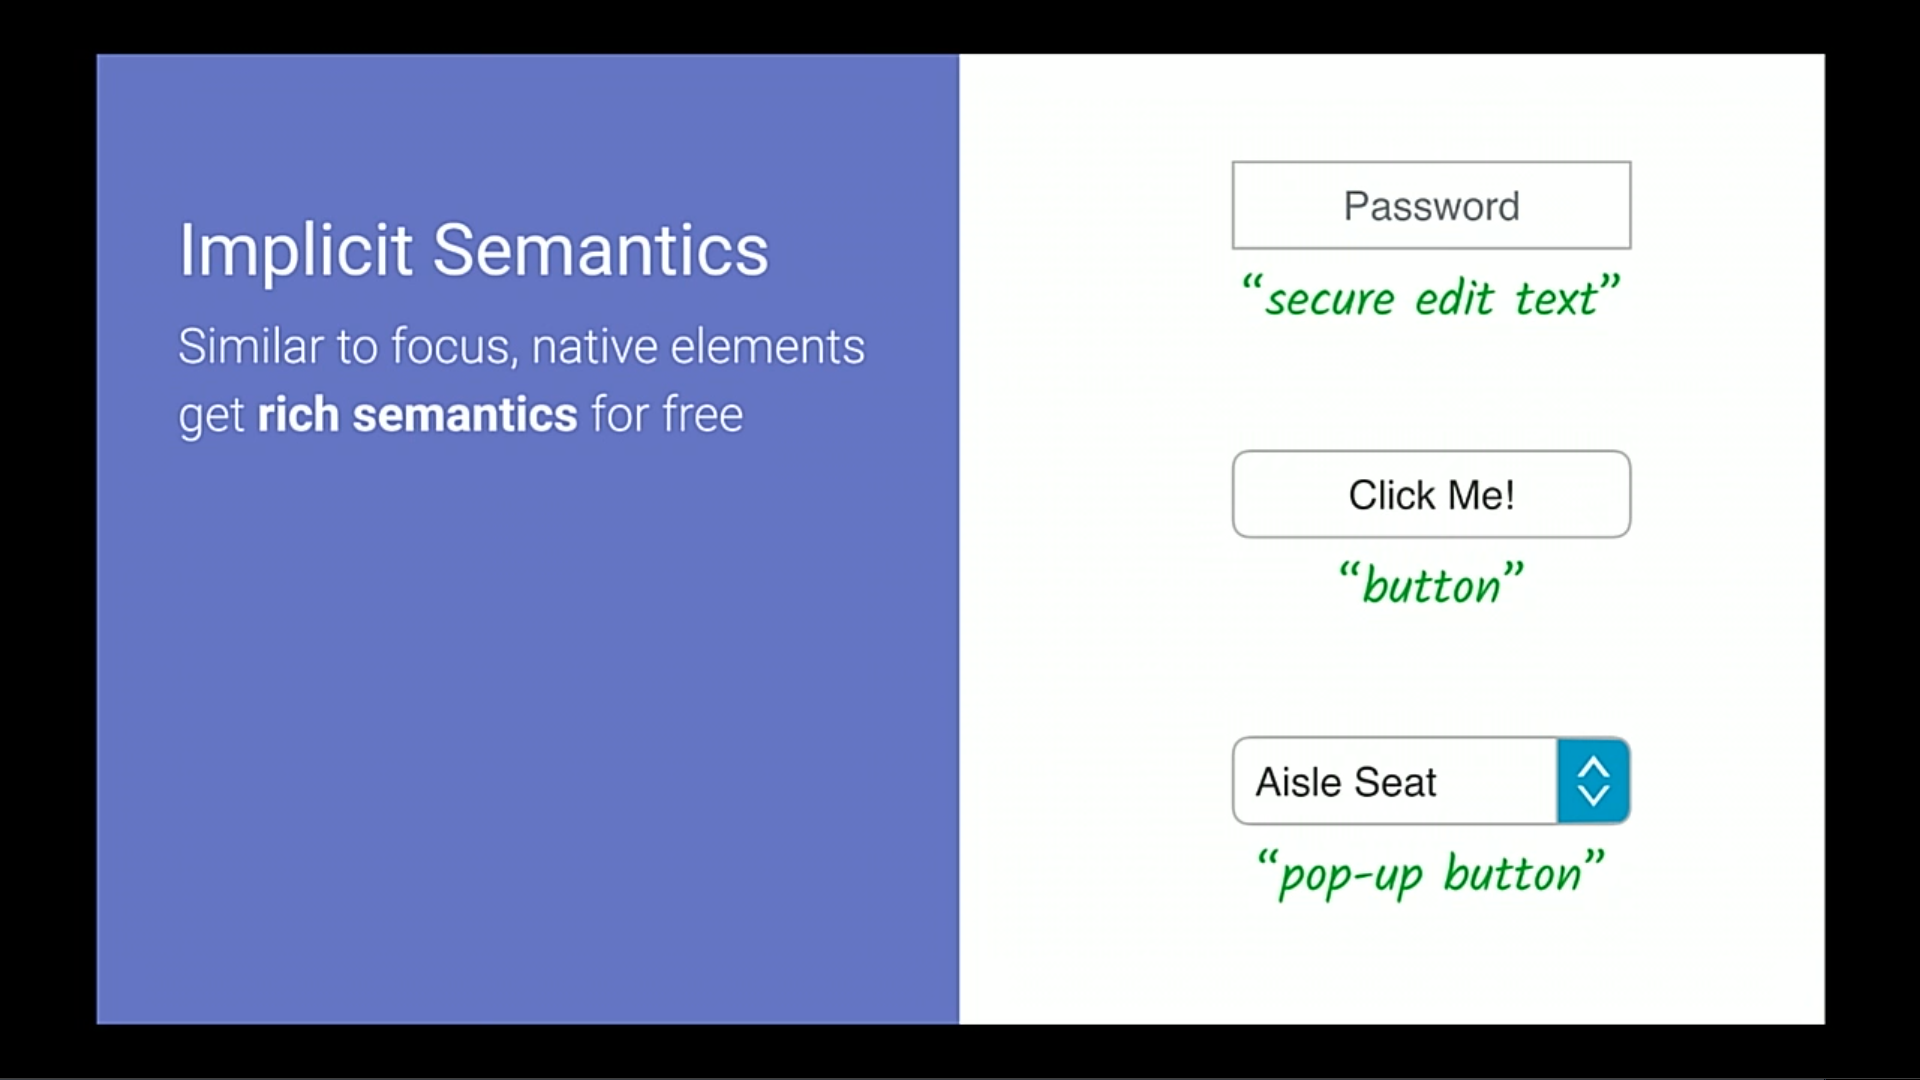 Implicit Semantics
Similar to focus, native elements
get rich semantics for free
Password
“secure edit text”
Click Me!
“button”
Aisle Seat
“pop-up button”